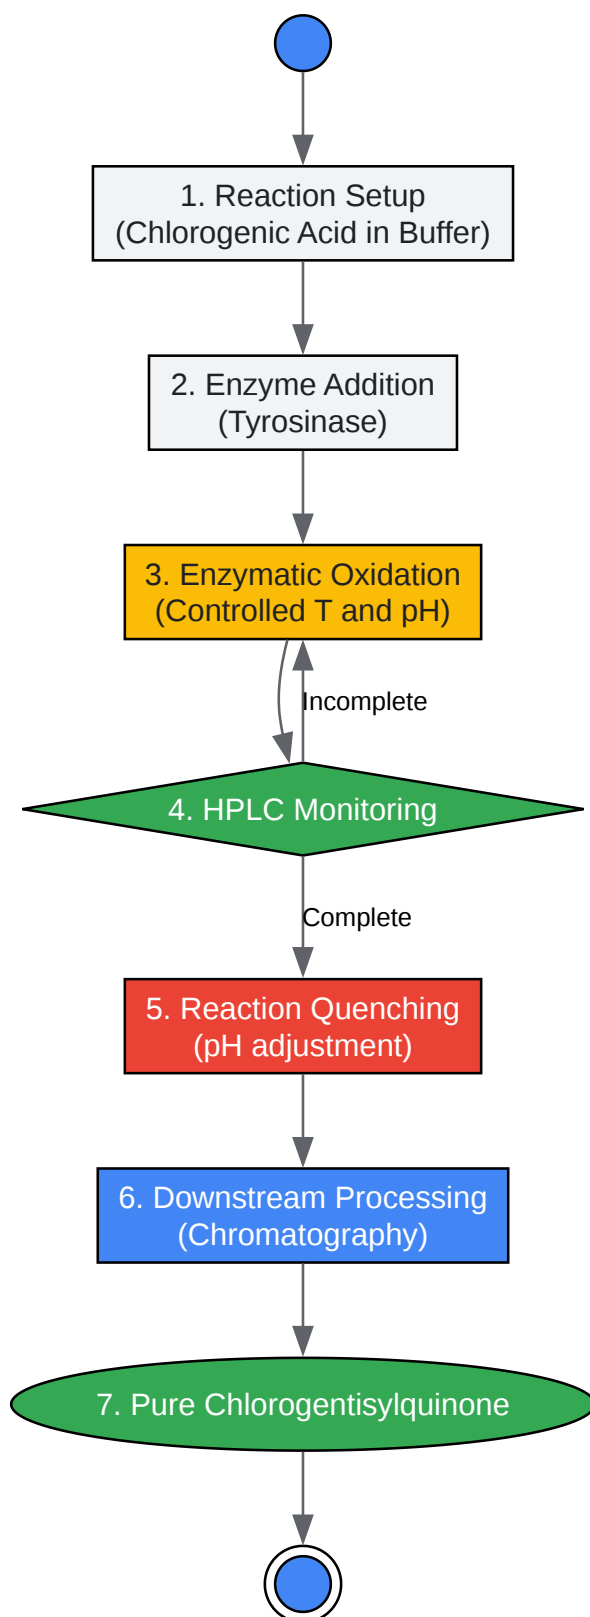 1. Reaction Setup
(Chlorogenic Acid in Buffer)
2. Enzyme Addition
(Tyrosinase)
3. Enzymatic Oxidation
(Controlled T and pH)
Incomplete
4. HPLC Monitoring
Complete
5. Reaction Quenching
(pH adjustment)
6. Downstream Processing
(Chromatography)
7. Pure Chlorogentisylquinone